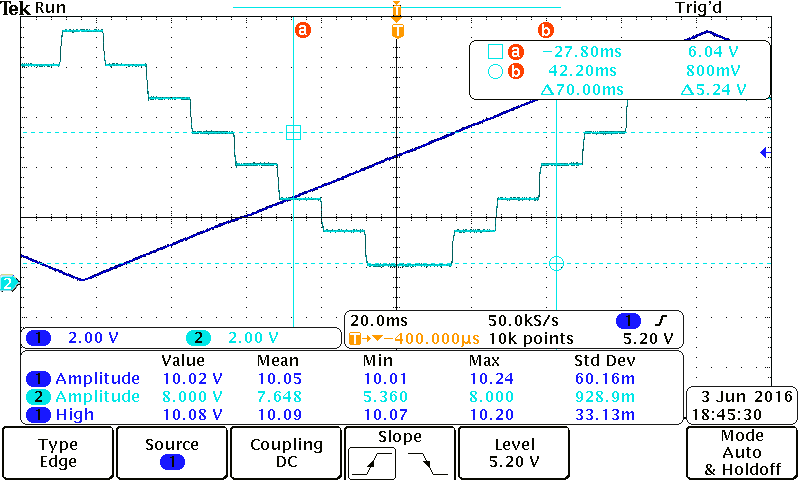 Tek Run Trig'd
a T b
T
a −27.80ms 6.04 V
b 42.20ms 800mV
Δ70.00ms Δ5.24 V
2
1 2.00 V 2 2.00 V
20.0ms 50.0kS/s 1
T→▼−400.000µs 10k points 5.20 V
Value Mean Min Max Std Dev
1 Amplitude 10.02 V 10.05 10.01 10.24 60.16m
2 Amplitude 8.000 V 7.648 5.360 8.000 928.9m
1 High 10.08 V 10.09 10.07 10.20 33.13m
3 Jun 2016
18:45:30
Type
Edge
Source
1
Coupling
DC
Slope
Level
5.20 V
Mode
Auto
& Holdoff